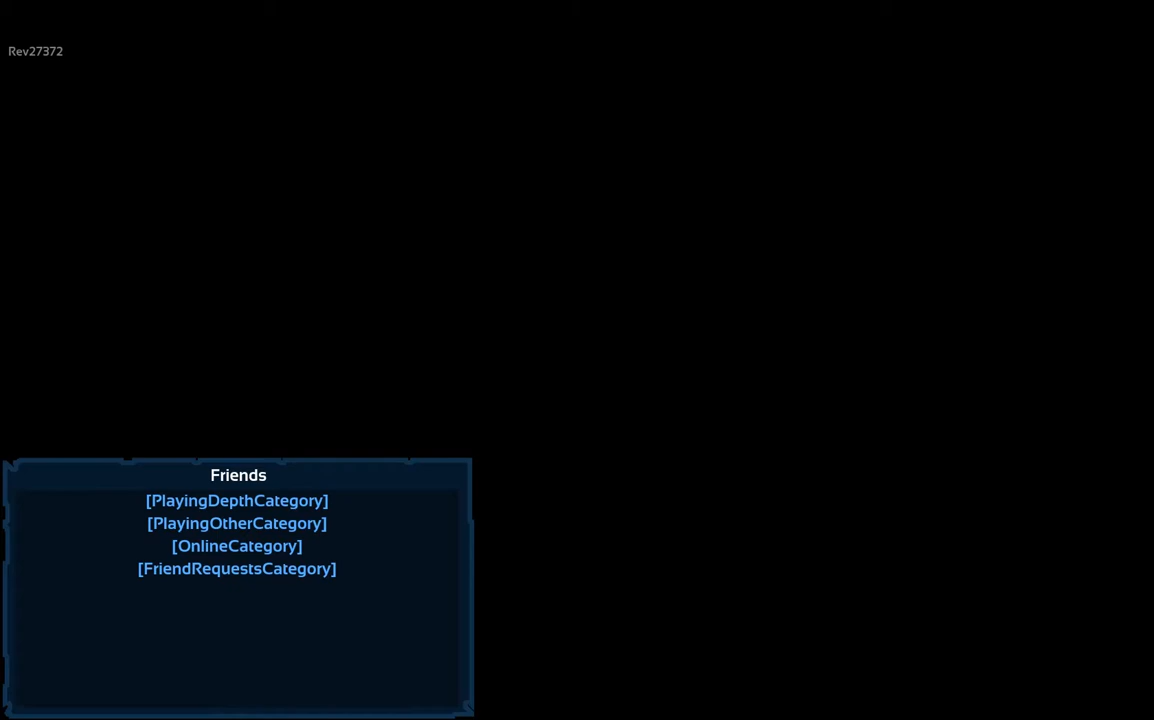 Rev27372
Friends
[PlayingDepthCategory]
[PlayingOtherCategory]
[OnlineCategory]
[FriendRequestsCategory]